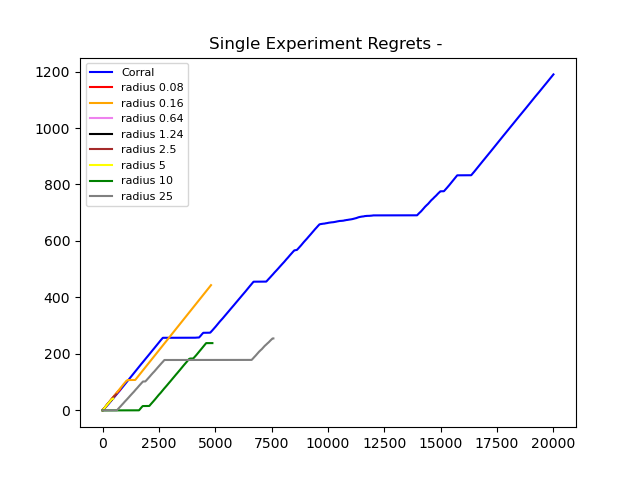 Single Experiment Regrets -
1200
1000
800
600
400
200
0
Corral
radius 0.08
radius 0.16
radius 0.64
radius 1.24
radius 2.5
radius 5
radius 10
radius 25
0 2500 5000 7500 10000 12500 15000 17500 20000